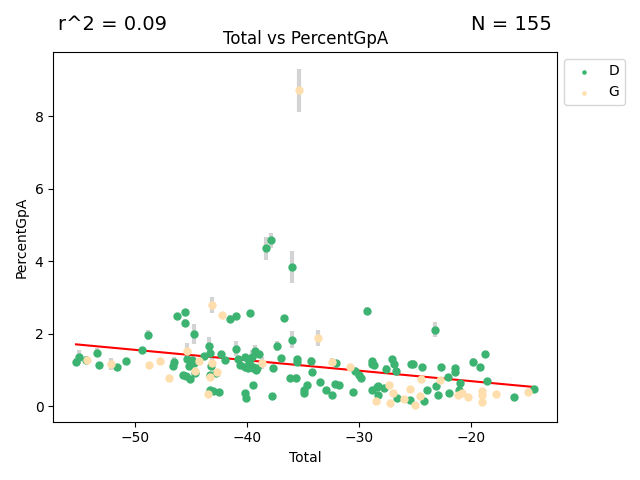 r^2 = 0.09
N = 155
Total vs PercentGpA
D
G
PercentGpA
8
6
4
2
0
−50
−40
−30
−20
Total